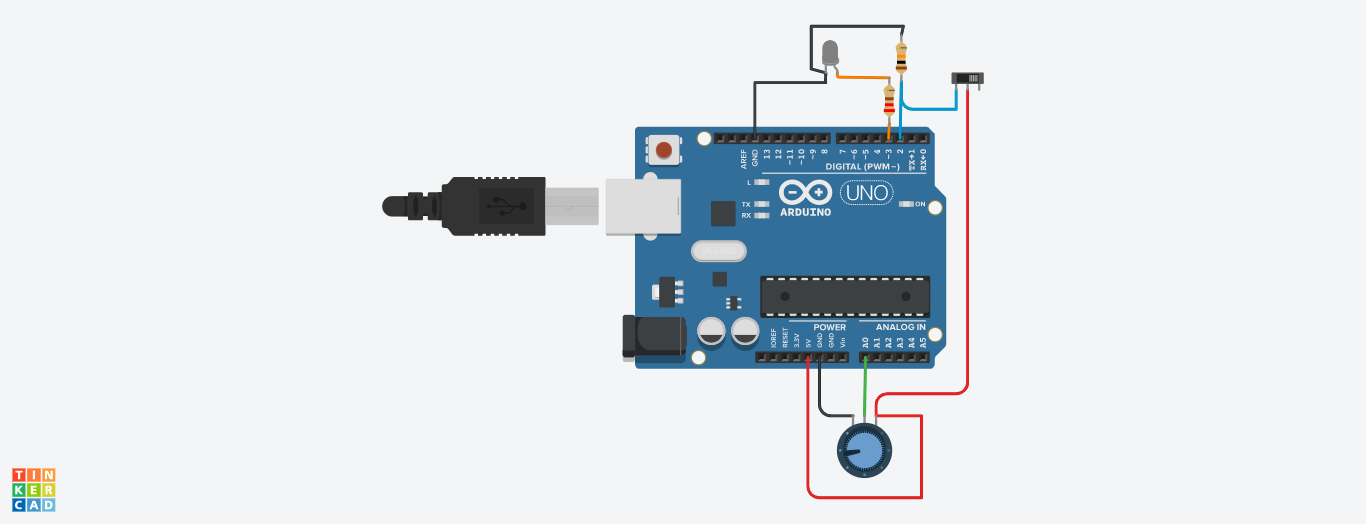 AREF
GND
13
12
~11
~10
~9
8
7
~6
~5
4
~3
2
TX→1
RX←0
DIGITAL (PWM~)
L
TX
RX
ARDUINO
UNO
ON
POWER
ANALOG IN
IOREF
RESET
3.3V
5V
GND
GND
Vin
A0
A1
A2
A3
A4
A5
TIN
KER
CAD